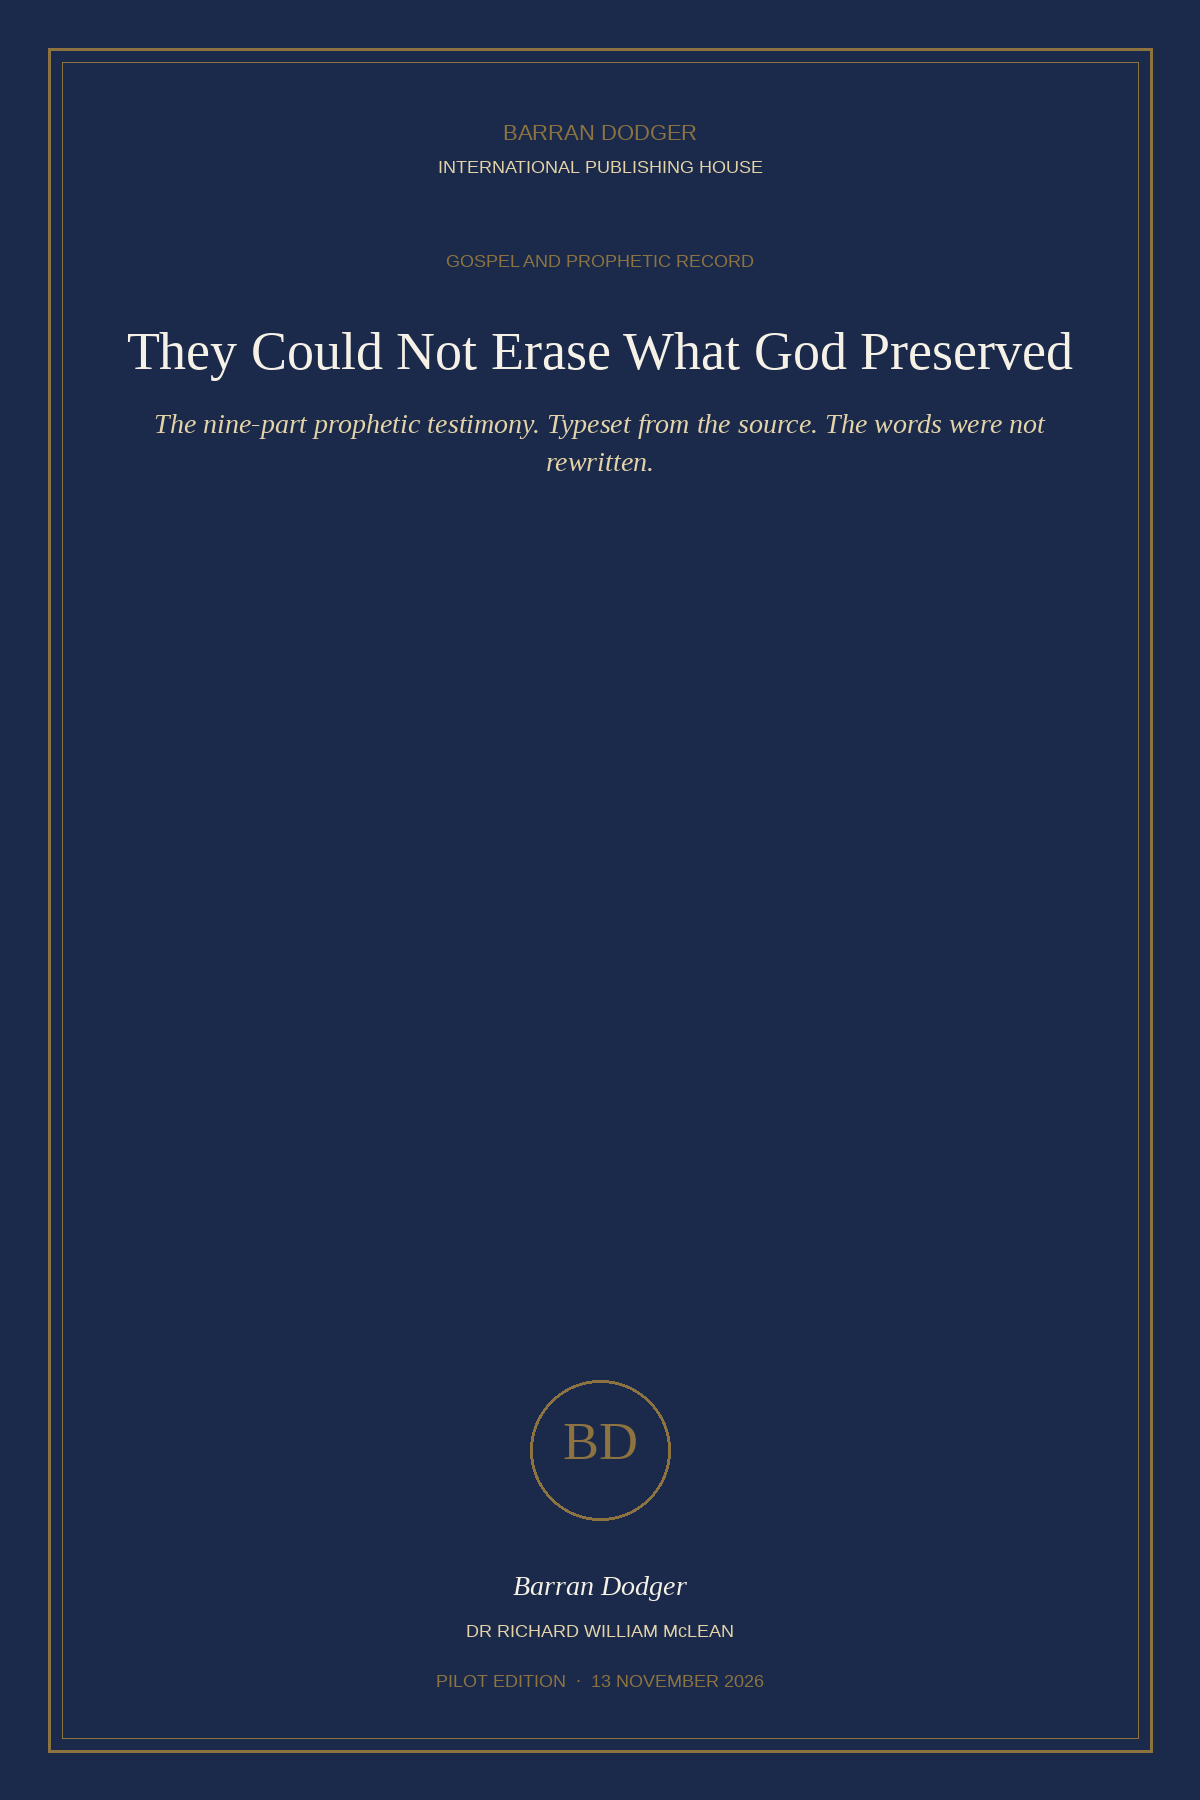 BARRAN DODGER
INTERNATIONAL PUBLISHING HOUSE
GOSPEL AND PROPHETIC RECORD
They Could Not Erase What God Preserved
The nine-part prophetic testimony. Typeset from the source. The words were not
rewritten.
BD
Barran Dodger
DR RICHARD WILLIAM McLEAN
PILOT EDITION · 13 NOVEMBER 2026